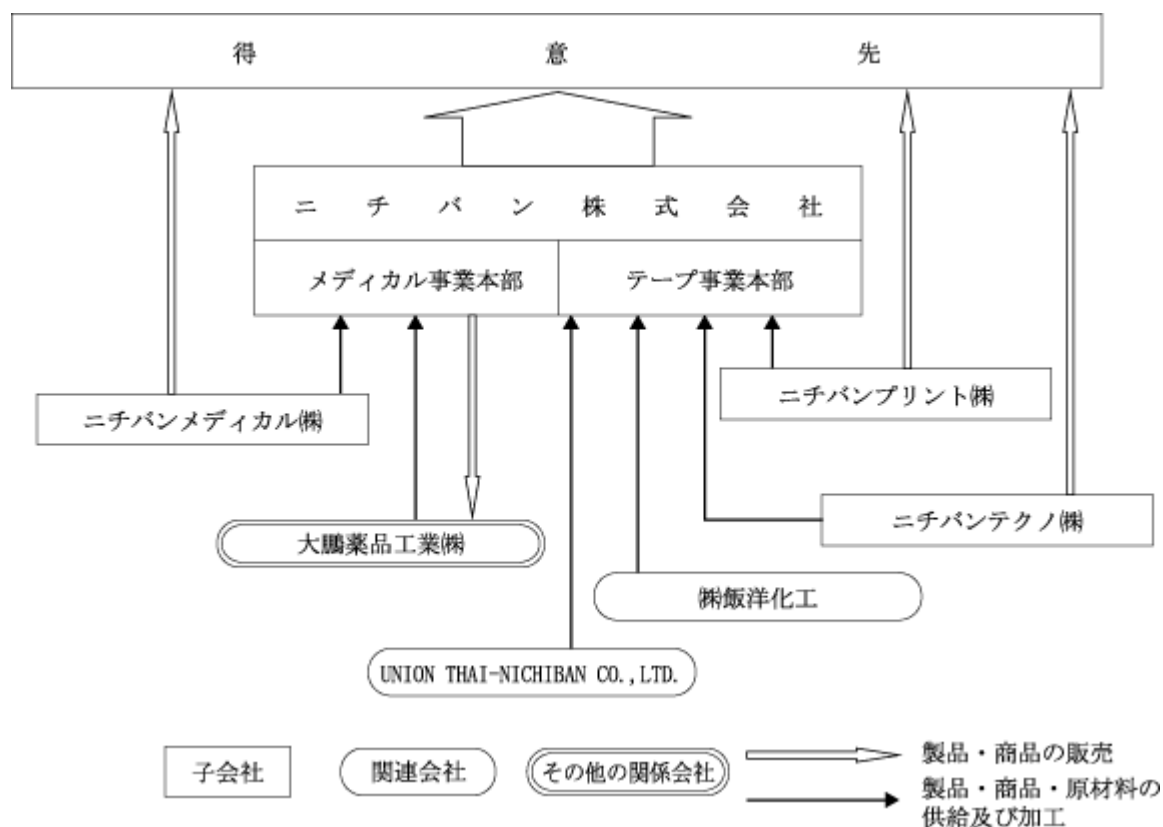 得意先
ニチバン株式会社
メディカル事業本部
テープ事業本部
ニチバンメディカル㈱
ニチバンプリント㈱
大鵬薬品工業㈱
ニチバンテクノ㈱
㈱飯洋化工
UNION THAI-NICHIBAN CO.,LTD.
子会社
関連会社
その他の関係会社
製品・商品の販売
製品・商品・原材料の
供給及び加工